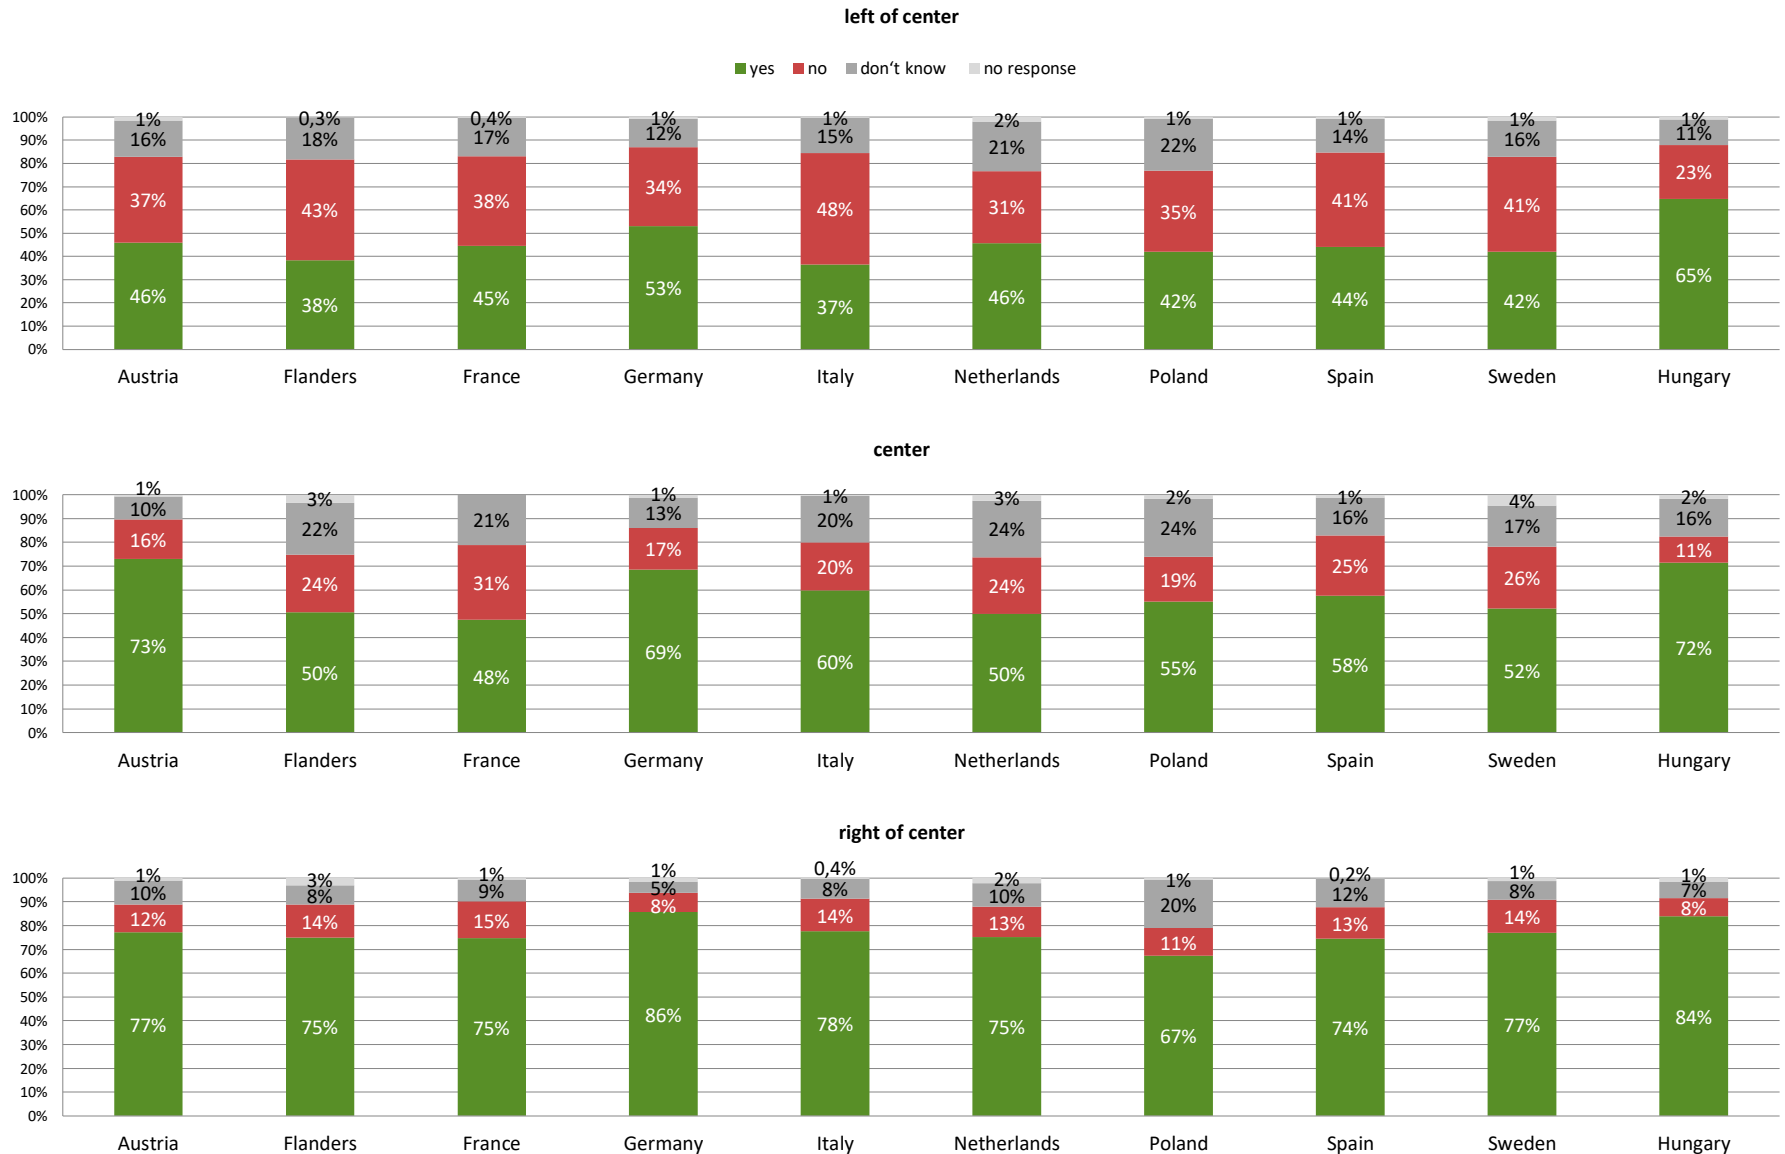 left of center
yes no don‘t know no response
100% 1% 0,3% 0,4% 1% 1% 2% 1% 1% 1% 1%
90% 16% 18% 17% 12% 15% 21% 22% 14% 16% 11%
80%
70% 37% 43% 38% 34% 48% 31% 35% 41% 41% 23%
60%
50%
40%
30% 46% 38% 45% 53% 37% 46% 42% 44% 42% 65%
20%
10%
0%
Austria Flanders France Germany Italy Netherlands Poland Spain Sweden Hungary
center
100% 1% 3% 1% 1% 3% 2% 1% 4% 2%
90% 10% 22% 21% 13% 20% 24% 24% 16% 17% 16%
80% 16% 24% 31% 17% 20% 24% 19% 25% 26% 11%
70%
60%
50%
40%
30% 73% 50% 48% 69% 60% 50% 55% 58% 52% 72%
20%
10%
0%
Austria Flanders France Germany Italy Netherlands Poland Spain Sweden Hungary
right of center
100% 1% 3% 1% 1% 0,4% 2% 1% 0,2% 1% 1%
90% 10% 8% 9% 5% 8% 10% 20% 12% 8% 7%
80% 12% 14% 15% 8% 14% 13% 11% 13% 14% 8%
70%
60%
50%
40% 77% 75% 75% 86% 78% 75% 67% 74% 77% 84%
30%
20%
10%
0%
Austria Flanders France Germany Italy Netherlands Poland Spain Sweden Hungary